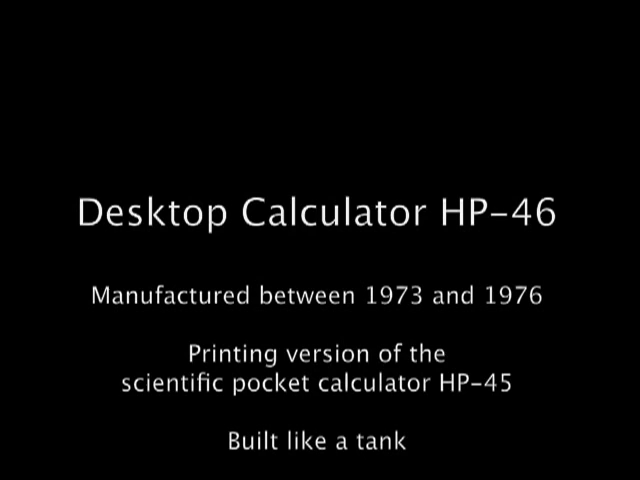 Desktop Calculator HP-46
Manufactured between 1973 and 1976
Printing version of the
scientific pocket calculator HP-45
Built like a tank